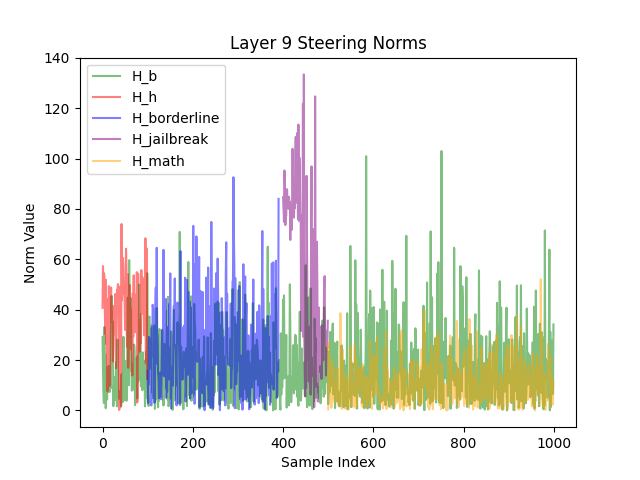 Layer 9 Steering Norms
H_b
H_h
H_borderline
H_jailbreak
H_math
Norm Value
140
120
100
80
60
40
20
0
0 200 400 600 800 1000
Sample Index